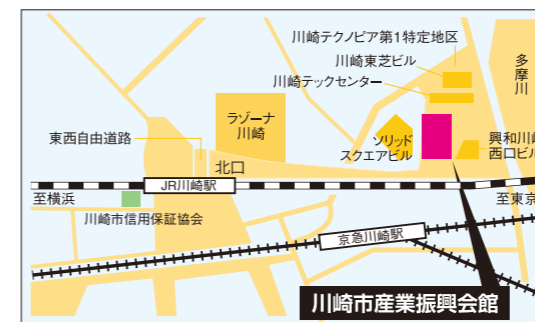 川崎テクノピア第1特定地区
川崎東芝ビル
川崎テックセンター
多摩川
ラゾーナ
川崎
東西自由道路
ソリッド
スクエアビル
興和川崎
西口ビル
北口
JR川崎駅
至横浜
至東京
川崎市信用保証協会
京急川崎駅
川崎市産業振興会館